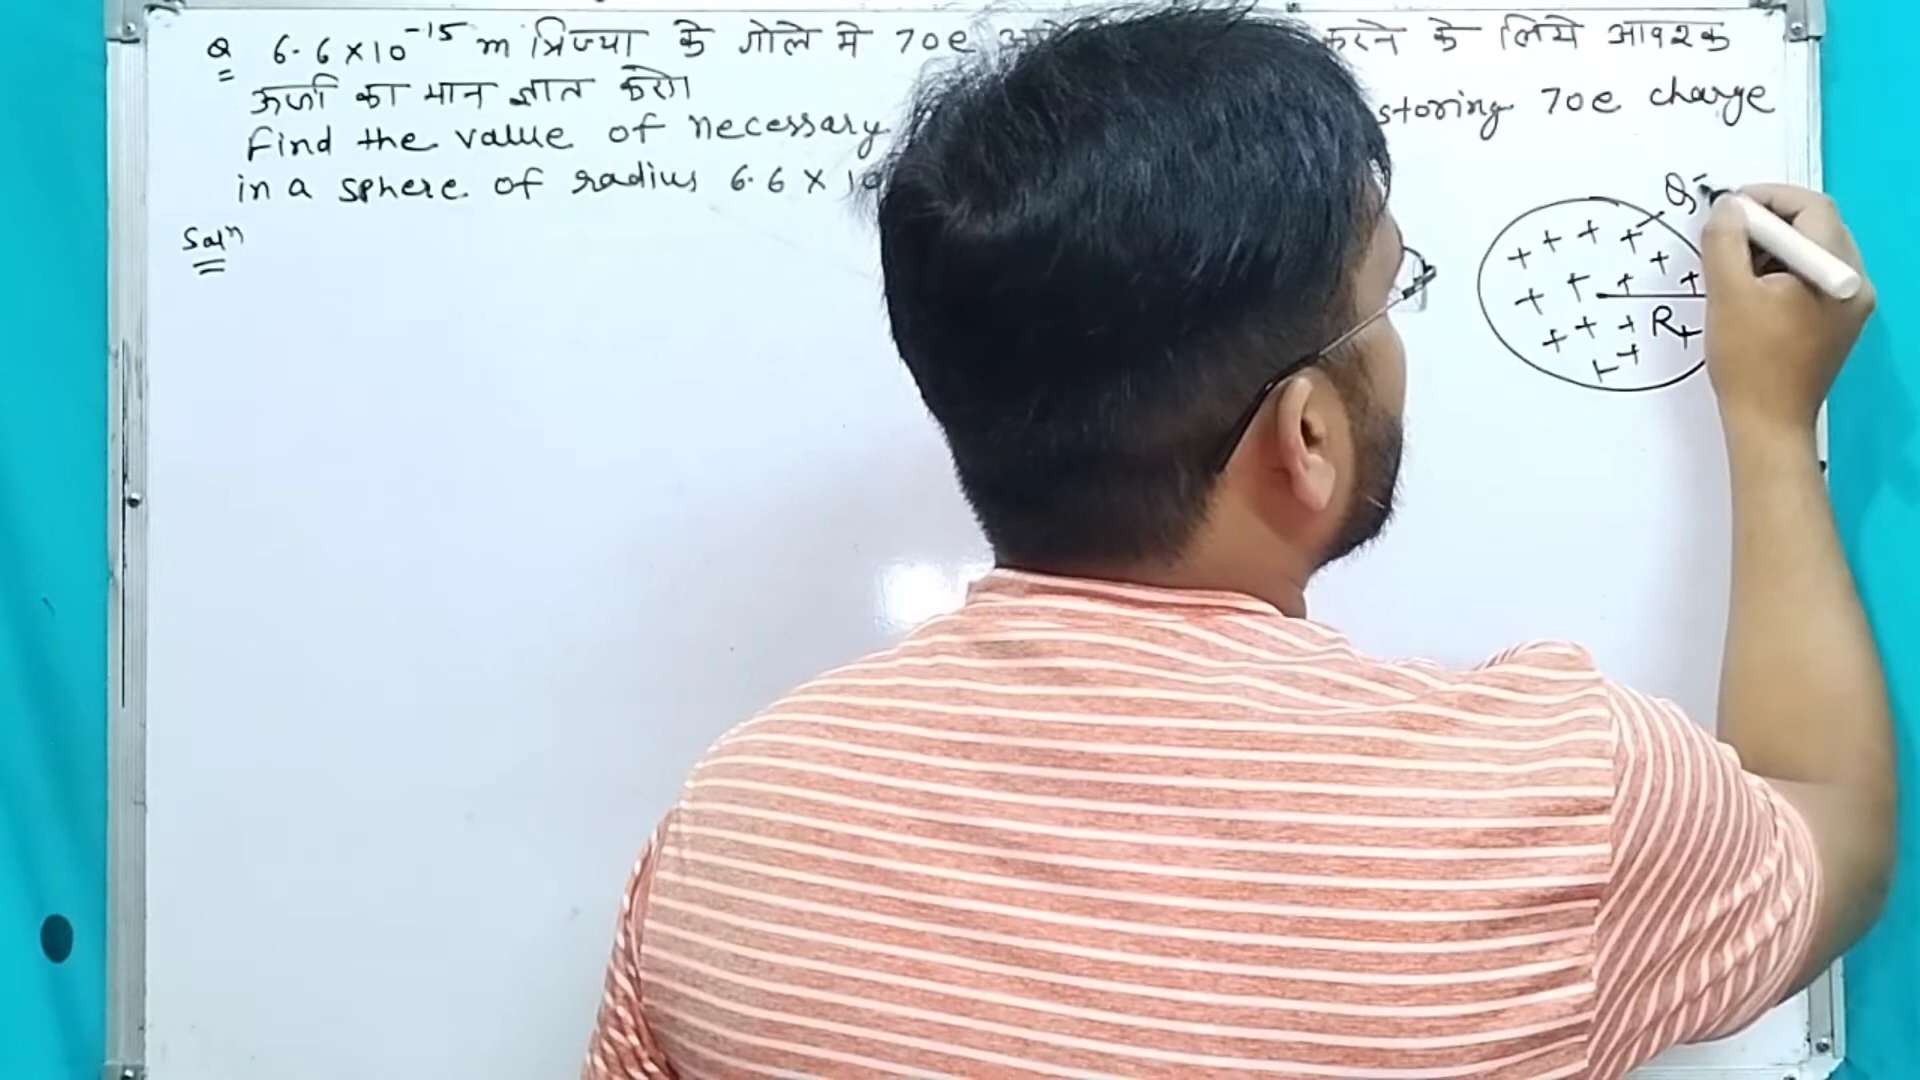 Q 6.6 × 10⁻¹⁵ m त्रिज्या के गोले मे 70e करने के लिये आवश्यक
ऊर्जा का मान ज्ञात करो।
Find the value of necessary storing 70e charge
in a sphere of radius 6.6 × 10
Solⁿ
Q =
R